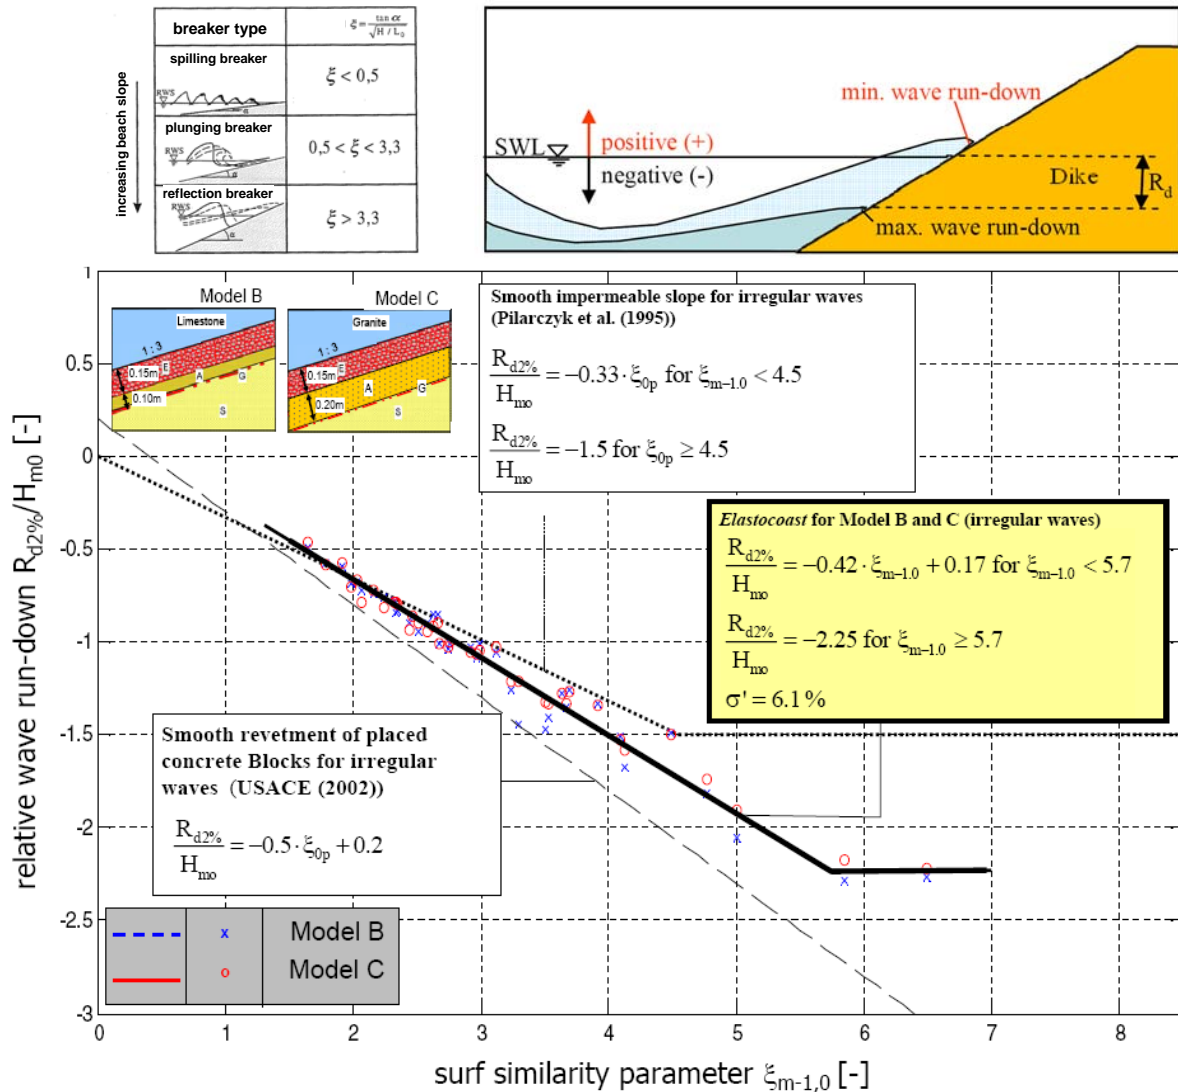 breaker type
ξ = tan α / √H / L₀
increasing beach slope
spilling breaker
ξ < 0,5
RWS
α
plunging breaker
0,5 < ξ < 3,3
RWS
α
reflection breaker
ξ > 3,3
RWS
α
min. wave run-down
SWL
positive (+)
negative (-)
Dike
R_d
max. wave run-down
Model B
Limestone
1 : 3
0.15m
E
A
G
0.10m
S
Model C
Granite
1 : 3
0.15m
E
A
G
0.20m
S
Smooth impermeable slope for irregular waves
(Pilarczyk et al. (1995))
R_d2% / H_mo = −0.33 · ξ_0p for ξ_m−1.0 < 4.5
R_d2% / H_mo = −1.5 for ξ_0p ≥ 4.5
Elastocoast for Model B and C (irregular waves)
R_d2% / H_mo = −0.42 · ξ_m−1.0 + 0.17 for ξ_m−1.0 < 5.7
R_d2% / H_mo = −2.25 for ξ_m−1.0 ≥ 5.7
σ' = 6.1%
Smooth revetment of placed
concrete Blocks for irregular
waves (USACE (2002))
R_d2% / H_mo = −0.5 · ξ_0p + 0.2
x Model B
o Model C
relative wave run-down R_d2%/H_m0 [-]
1
0.5
0
-0.5
-1
-1.5
-2
-2.5
-3
0 1 2 3 4 5 6 7 8
surf similarity parameter ξ_m-1,0 [-]